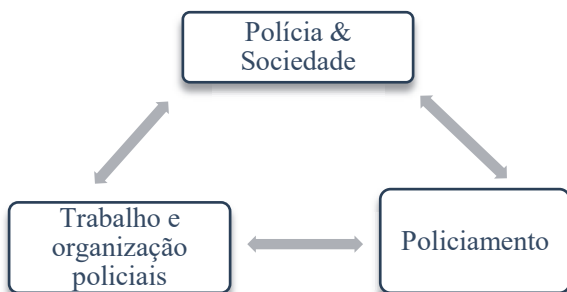 Polícia &
Sociedade
Trabalho e
organização
policiais
Policiamento